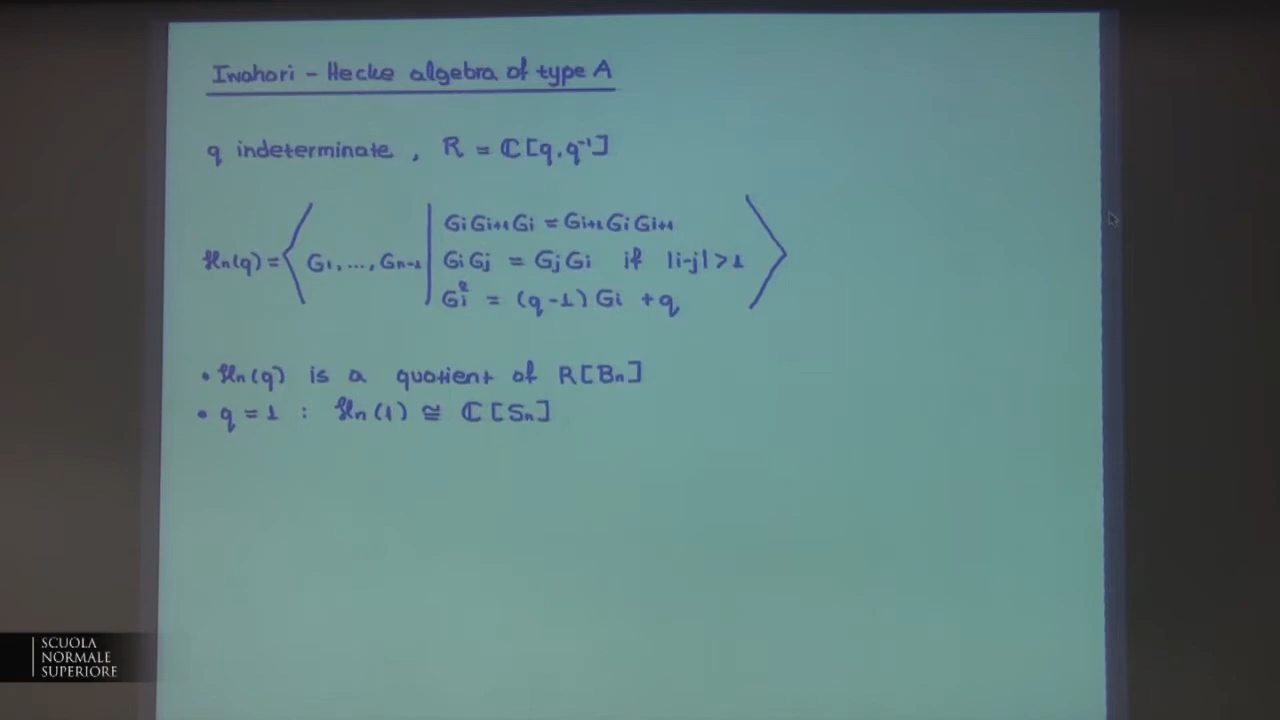 Iwahori - Hecke algebra of type A
q indeterminate , R = ℂ[q,q⁻¹]
ℋn(q) = ⟨ G1, ..., Gn-1 | GiGi+1Gi = Gi+1GiGi+1
GiGj = GjGi if |i-j| > 1
Gi² = (q-1)Gi + q ⟩
• ℋn(q) is a quotient of R[Bn]
• q = 1 : ℋn(1) ≅ ℂ[Sn]
SCUOLA
NORMALE
SUPERIORE